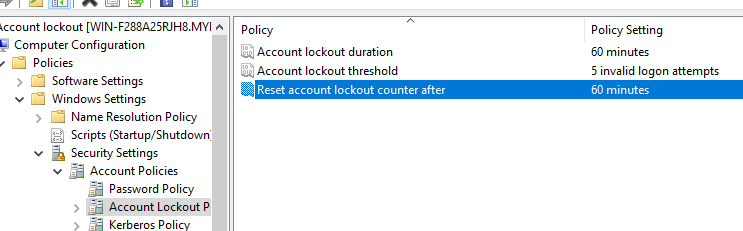 Account lockout [WIN-F288A25RJH8.MY
Computer Configuration
Policies
Software Settings
Windows Settings
Name Resolution Policy
Scripts (Startup/Shutdown)
Security Settings
Account Policies
Password Policy
Account Lockout P
Kerberos Policy
Policy Policy Setting
Account lockout duration 60 minutes
Account lockout threshold 5 invalid logon attempts
Reset account lockout counter after 60 minutes